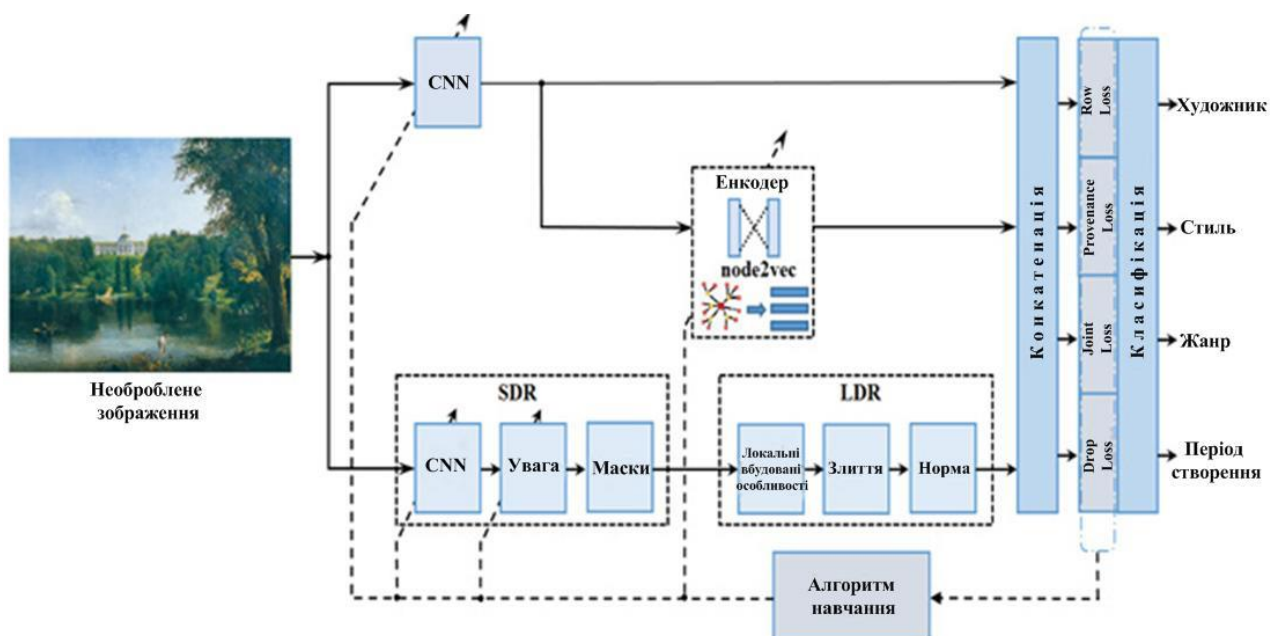 CNN
Необроблене
зображення
Енкодер
node2vec
SDR
CNN
Увага
Маски
LDR
Локальні
вбудовані
особливості
Злиття
Норма
Конкатенація
Row
Loss
Provenance
Loss
Joint
Loss
Drop
Loss
Класифікація
Художник
Стиль
Жанр
Період
створення
Алгоритм
навчання